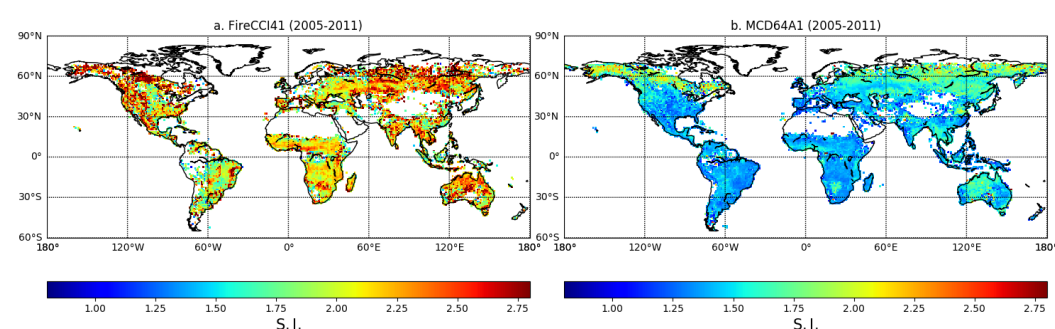 a. FireCCI41 (2005-2011)
90°N
60°N
30°N
0°
30°S
60°S
180° 120°W 60°W 0° 60°E 120°E 180°
1.00 1.25 1.50 1.75 2.00 2.25 2.50 2.75
S.I.
b. MCD64A1 (2005-2011)
90°N
60°N
30°N
0°
30°S
60°S
180° 120°W 60°W 0° 60°E 120°E 180°
1.00 1.25 1.50 1.75 2.00 2.25 2.50 2.75
S.I.